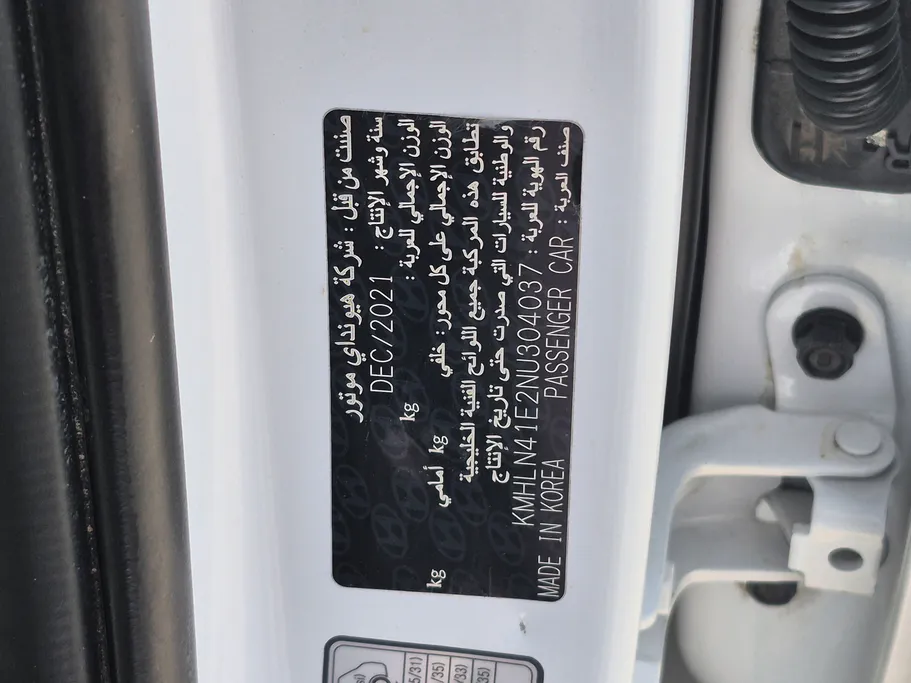 صنعت من قبل : شركة هيونداي موتور
سنة وشهر الإنتاج : DEC/2021
الوزن الإجمالي للعربة : kg
الوزن الإجمالي على كل محور: خلفي kg أمامي kg
تطابق هذه المركبة جميع اللوائح الفنية الخليجية
والوطنية للسيارات التي صدرت حتى تاريخ الإنتاج
رقم الهوية للعربة : KMHLN41E2NU304037
صنف العربة : PASSENGER CAR MADE IN KOREA
/35)
/33)